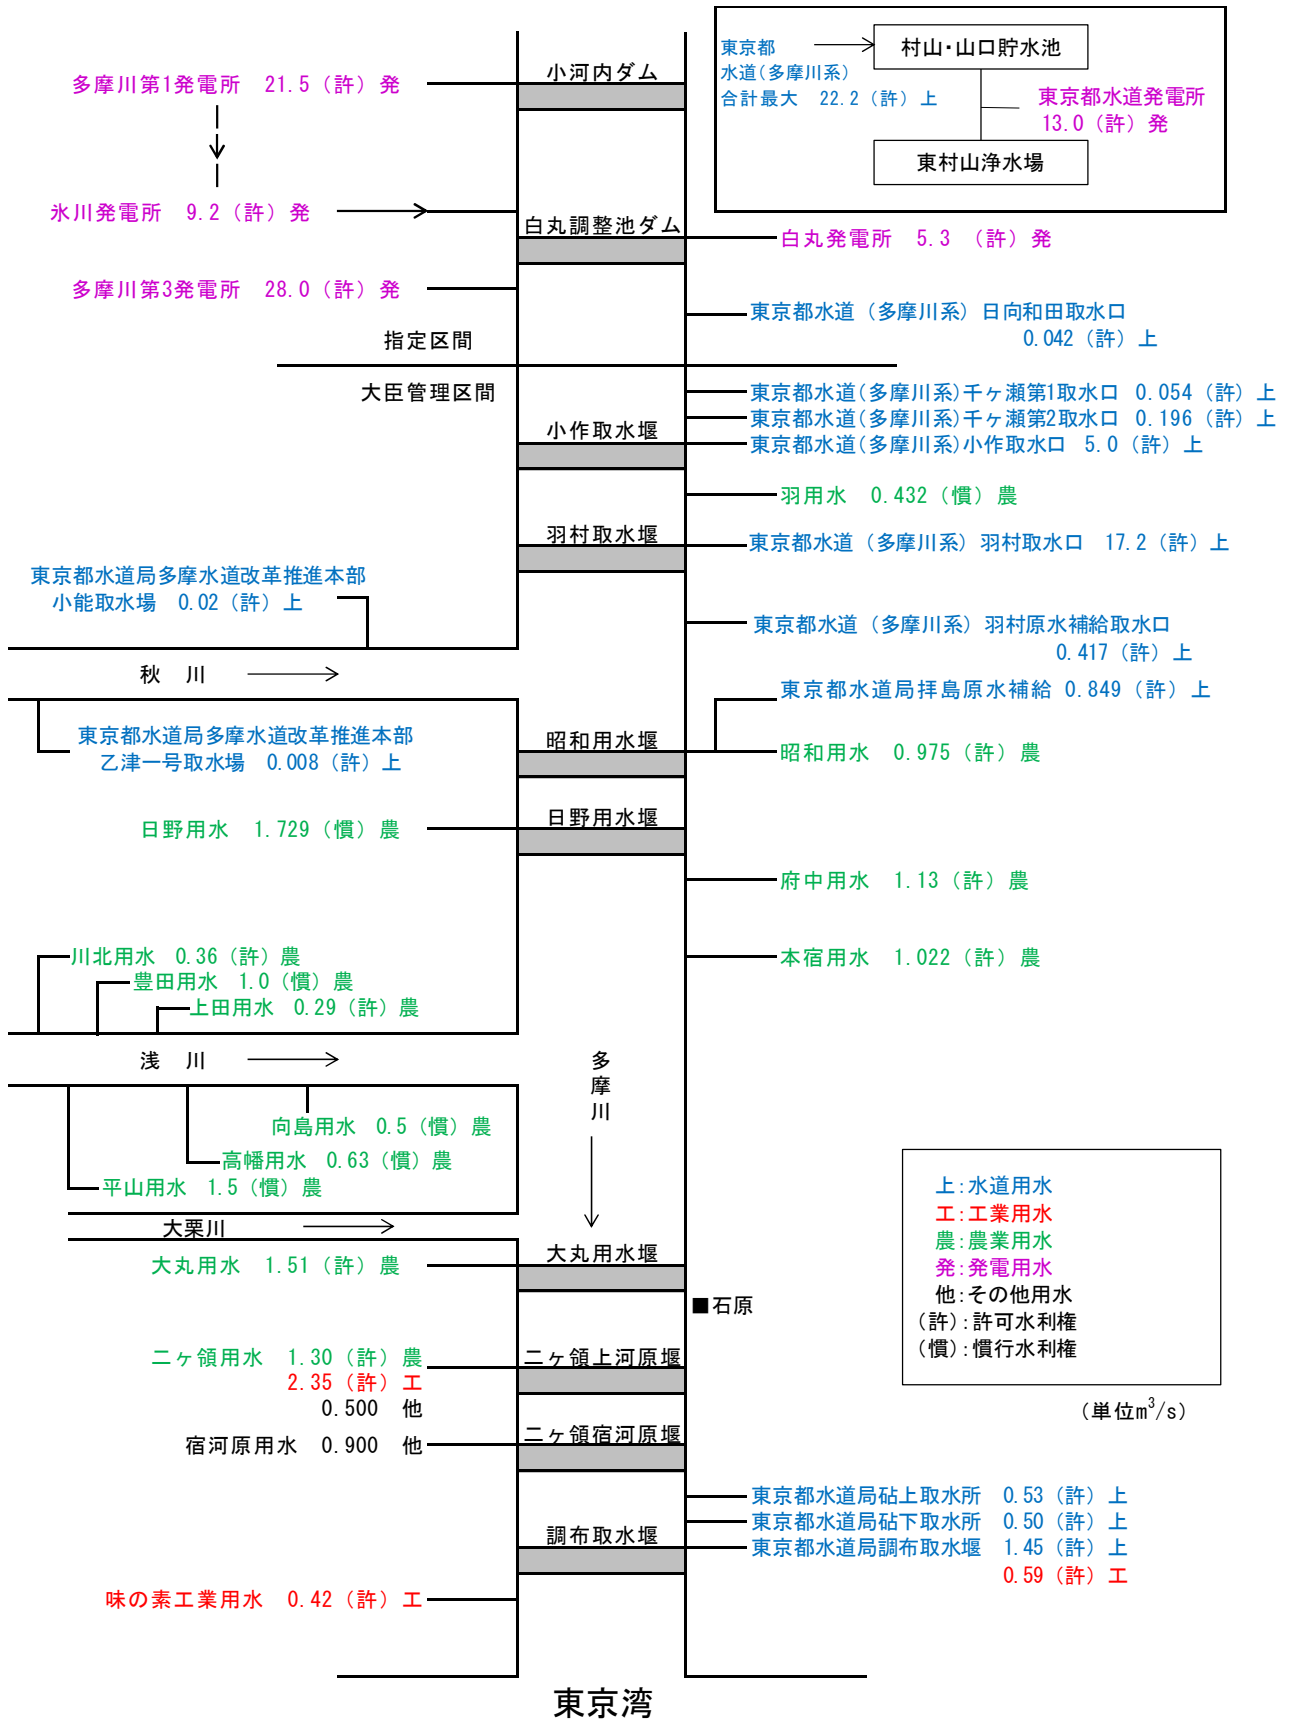 小河内ダム
多摩川第1発電所 21.5（許）発
東京都
水道(多摩川系)
合計最大 22.2（許）上
村山・山口貯水池
東京都水道発電所
13.0（許）発
東村山浄水場
氷川発電所 9.2（許）発
白丸調整池ダム
白丸発電所 5.3 （許）発
多摩川第3発電所 28.0（許）発
東京都水道（多摩川系）日向和田取水口
0.042（許）上
指定区間
大臣管理区間
東京都水道(多摩川系)千ヶ瀬第1取水口 0.054（許）上
東京都水道(多摩川系)千ヶ瀬第2取水口 0.196（許）上
小作取水堰
東京都水道(多摩川系)小作取水口 5.0（許）上
羽用水 0.432（慣）農
羽村取水堰
東京都水道（多摩川系）羽村取水口 17.2（許）上
東京都水道局多摩水道改革推進本部
小能取水場 0.02（許）上
東京都水道（多摩川系）羽村原水補給取水口
0.417（許）上
秋 川
東京都水道局拝島原水補給 0.849（許）上
東京都水道局多摩水道改革推進本部
乙津一号取水場 0.008（許）上
昭和用水堰
昭和用水 0.975（許）農
日野用水堰
日野用水 1.729（慣）農
府中用水 1.13（許）農
川北用水 0.36（許）農
本宿用水 1.022（許）農
豊田用水 1.0（慣）農
上田用水 0.29（許）農
浅 川
多摩川
向島用水 0.5（慣）農
高幡用水 0.63（慣）農
平山用水 1.5（慣）農
大栗川
大丸用水堰
大丸用水 1.51（許）農
■石原
上:水道用水
工:工業用水
農:農業用水
発:発電用水
他:その他用水
(許):許可水利権
(慣):慣行水利権
（単位m³/s）
二ヶ領用水 1.30（許）農
二ヶ領上河原堰
2.35（許）工
0.500 他
二ヶ領宿河原堰
宿河原用水 0.900 他
東京都水道局砧上取水所 0.53（許）上
東京都水道局砧下取水所 0.50（許）上
調布取水堰
東京都水道局調布取水堰 1.45（許）上
0.59（許）工
味の素工業用水 0.42（許）工
東京湾